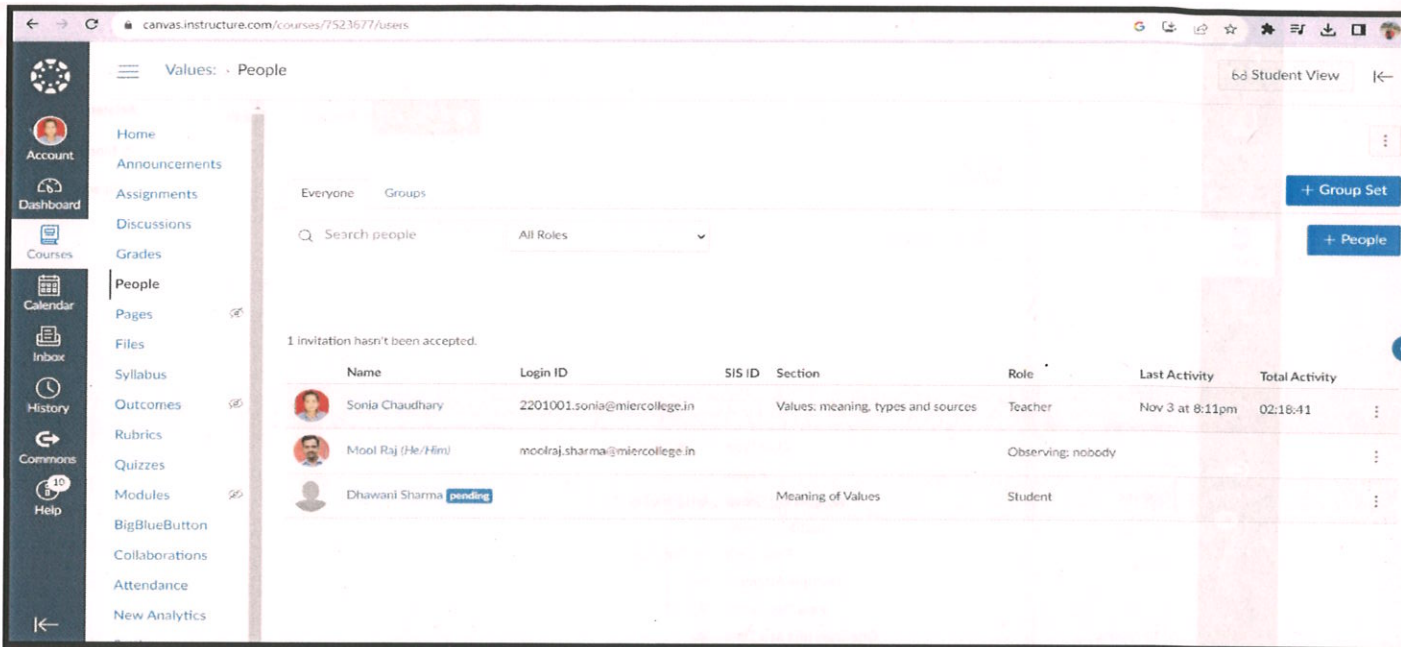 canvas.instructure.com/courses/7523677/users
Values: › People
Student View
Account
Dashboard
Courses
Calendar
Inbox
History
Commons
10
Help
Home
Announcements
Assignments
Discussions
Grades
People
Pages
Files
Syllabus
Outcomes
Rubrics
Quizzes
Modules
BigBlueButton
Collaborations
Attendance
New Analytics
Everyone Groups
+ Group Set
Search people All Roles
+ People
1 invitation hasn't been accepted.
Name Login ID SIS ID Section Role Last Activity Total Activity
Sonia Chaudhary 2201001.sonia@miercollege.in Values: meaning, types and sources Teacher Nov 3 at 8:11pm 02:18:41
Mool Raj (He/Him) moolraj.sharma@miercollege.in Observing: nobody
Dhawani Sharma pending Meaning of Values Student